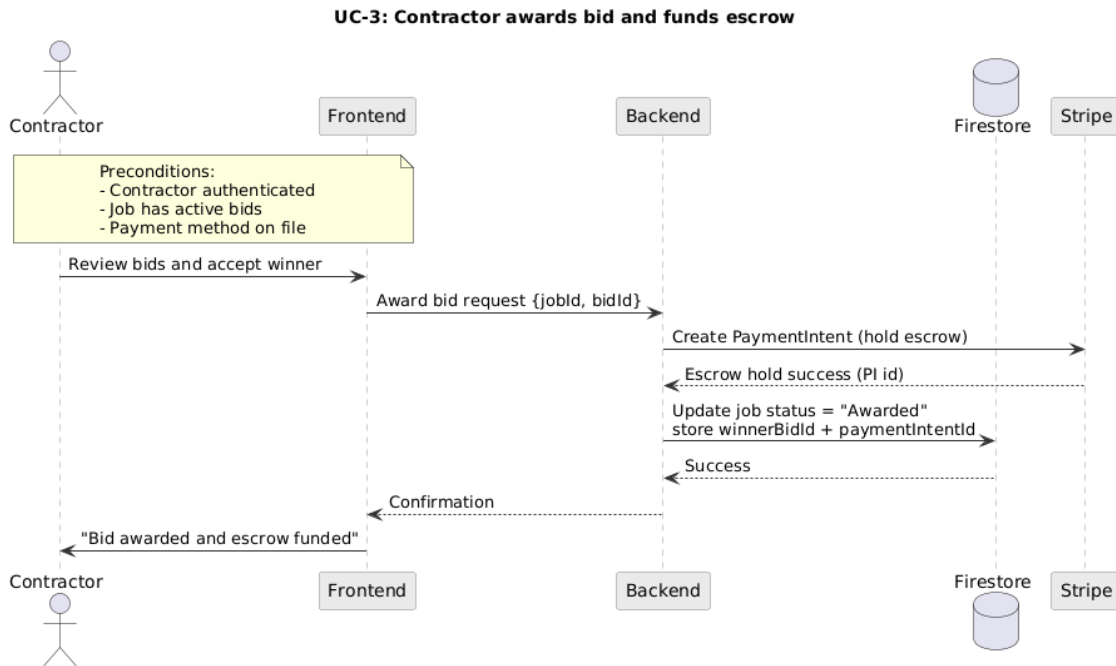 UC-3: Contractor awards bid and funds escrow
Contractor
Frontend
Backend
Firestore
Stripe
Preconditions:
- Contractor authenticated
- Job has active bids
- Payment method on file
Review bids and accept winner
Award bid request {jobId, bidId}
Create PaymentIntent (hold escrow)
Escrow hold success (PI id)
Update job status = "Awarded"
store winnerBidId + paymentIntentId
Success
Confirmation
"Bid awarded and escrow funded"
Contractor
Frontend
Backend
Firestore
Stripe